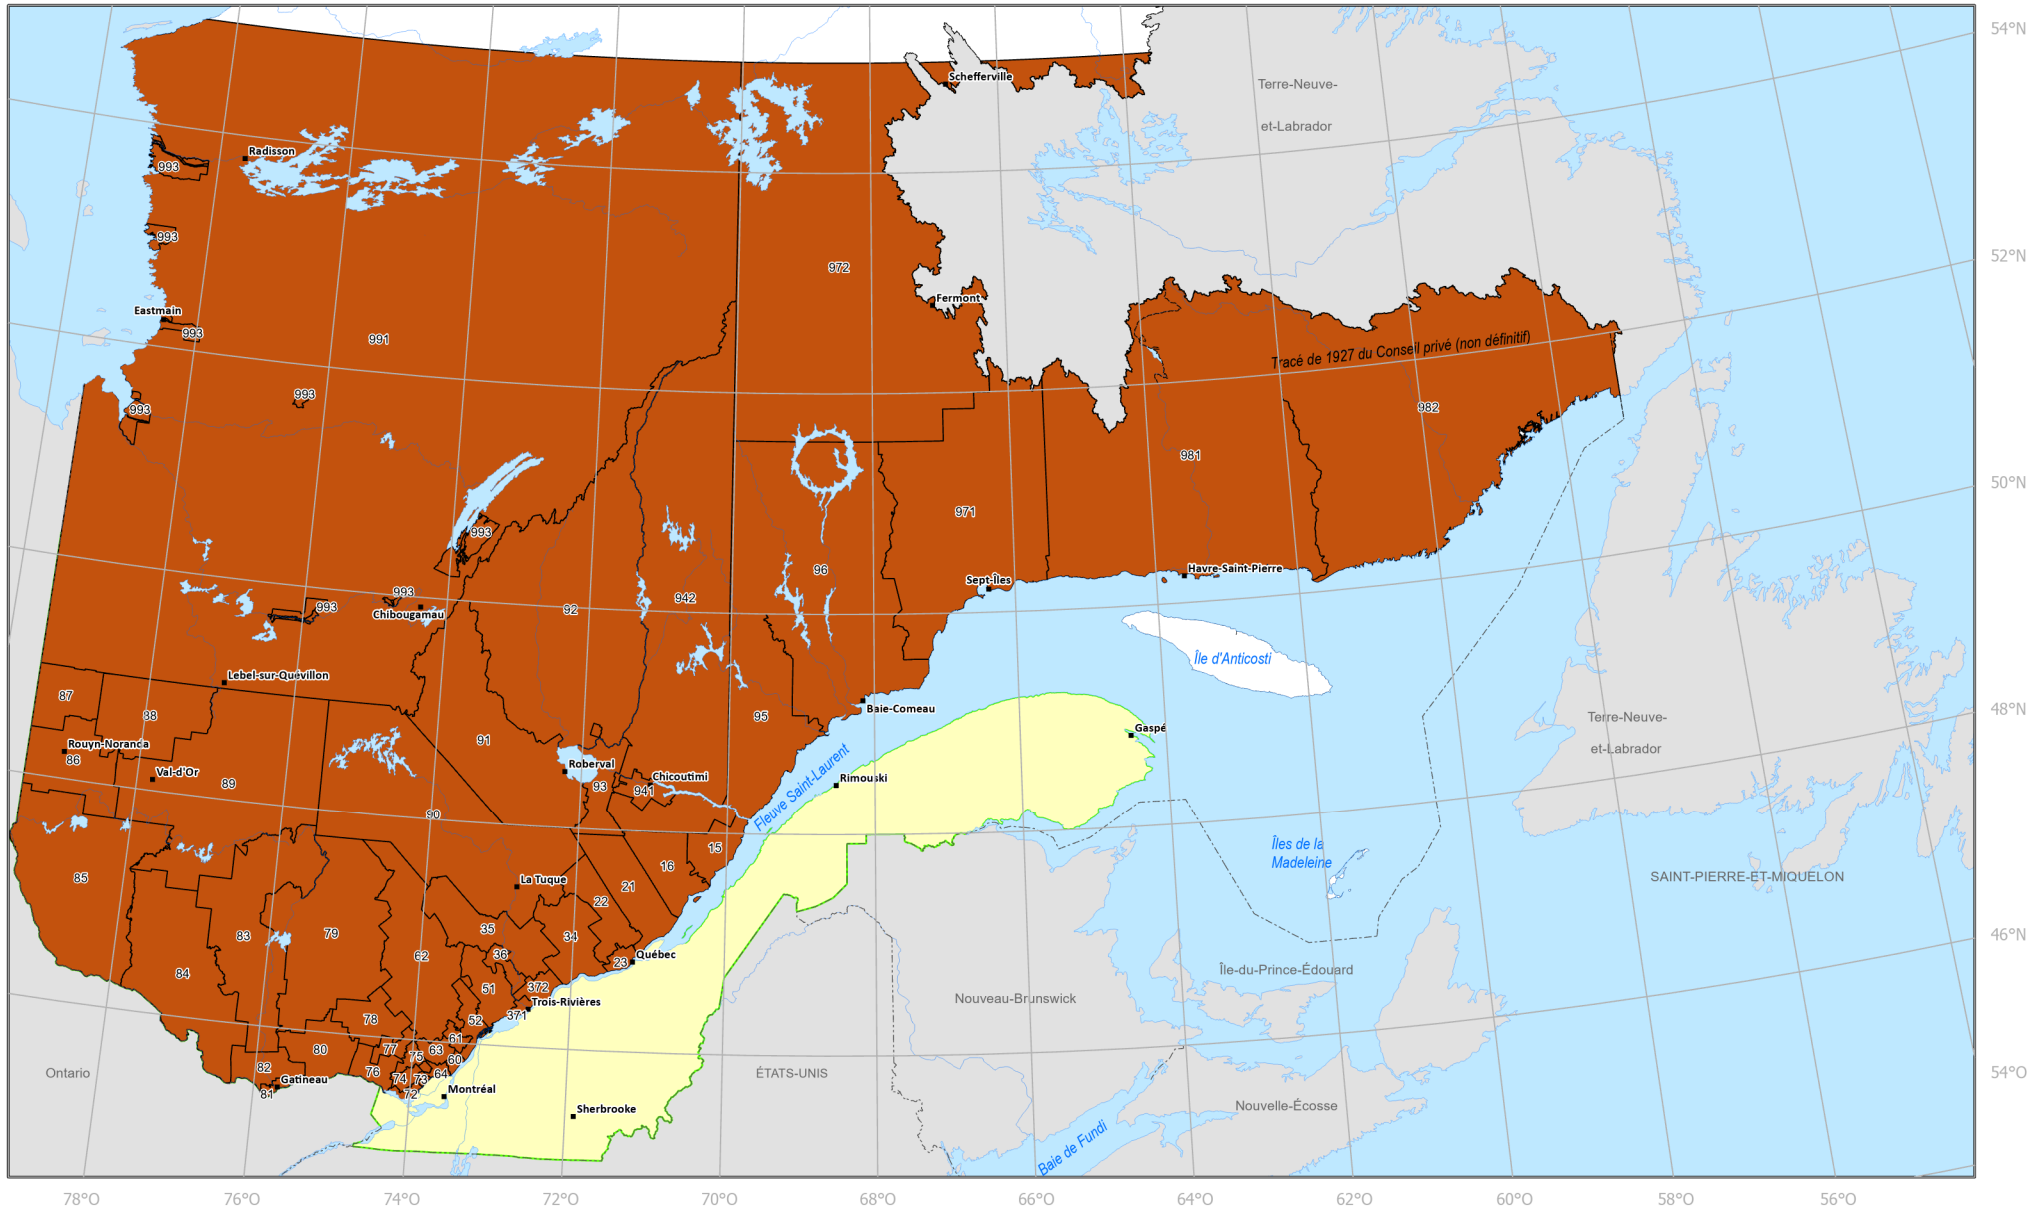 54°N
Schefferville
Terre-Neuve-
et-Labrador
Radisson
993
993
52°N
972
Fermont
Eastmain
993
991
Tracé de 1927 du Conseil privé (non définitif)
993
993
982
981
50°N
971
993
96
Havre-Saint-Pierre
Sept-Îles
993
942
993
92
Chibougamau
Île d'Anticosti
Lebel-sur-Quévillon
87
Baie-Comeau
48°N
88
95
Terre-Neuve-
et-Labrador
Gaspé
91
Rouyn-Noranda
86
Roberval
Val-d'Or
Chicoutimi
Rimouski
89
93
941
Fleuve Saint-Laurent
90
Îles de la
Madeleine
15
16
85
La Tuque
21
SAINT-PIERRE-ET-MIQUELON
22
35
83
79
34
46°N
62
36
Québec
23
84
Île-du-Prince-Édouard
51
372
Nouveau-Brunswick
Trois-Rivières
371
78
52
61
80
77
63
75
60
82
76
64
Ontario
ÉTATS-UNIS
54°O
Gatineau
74
73
81
72
Montréal
Sherbrooke
Nouvelle-Écosse
Baie de Fundi
78°O
76°O
74°O
72°O
70°O
68°O
66°O
64°O
62°O
60°O
58°O
56°O